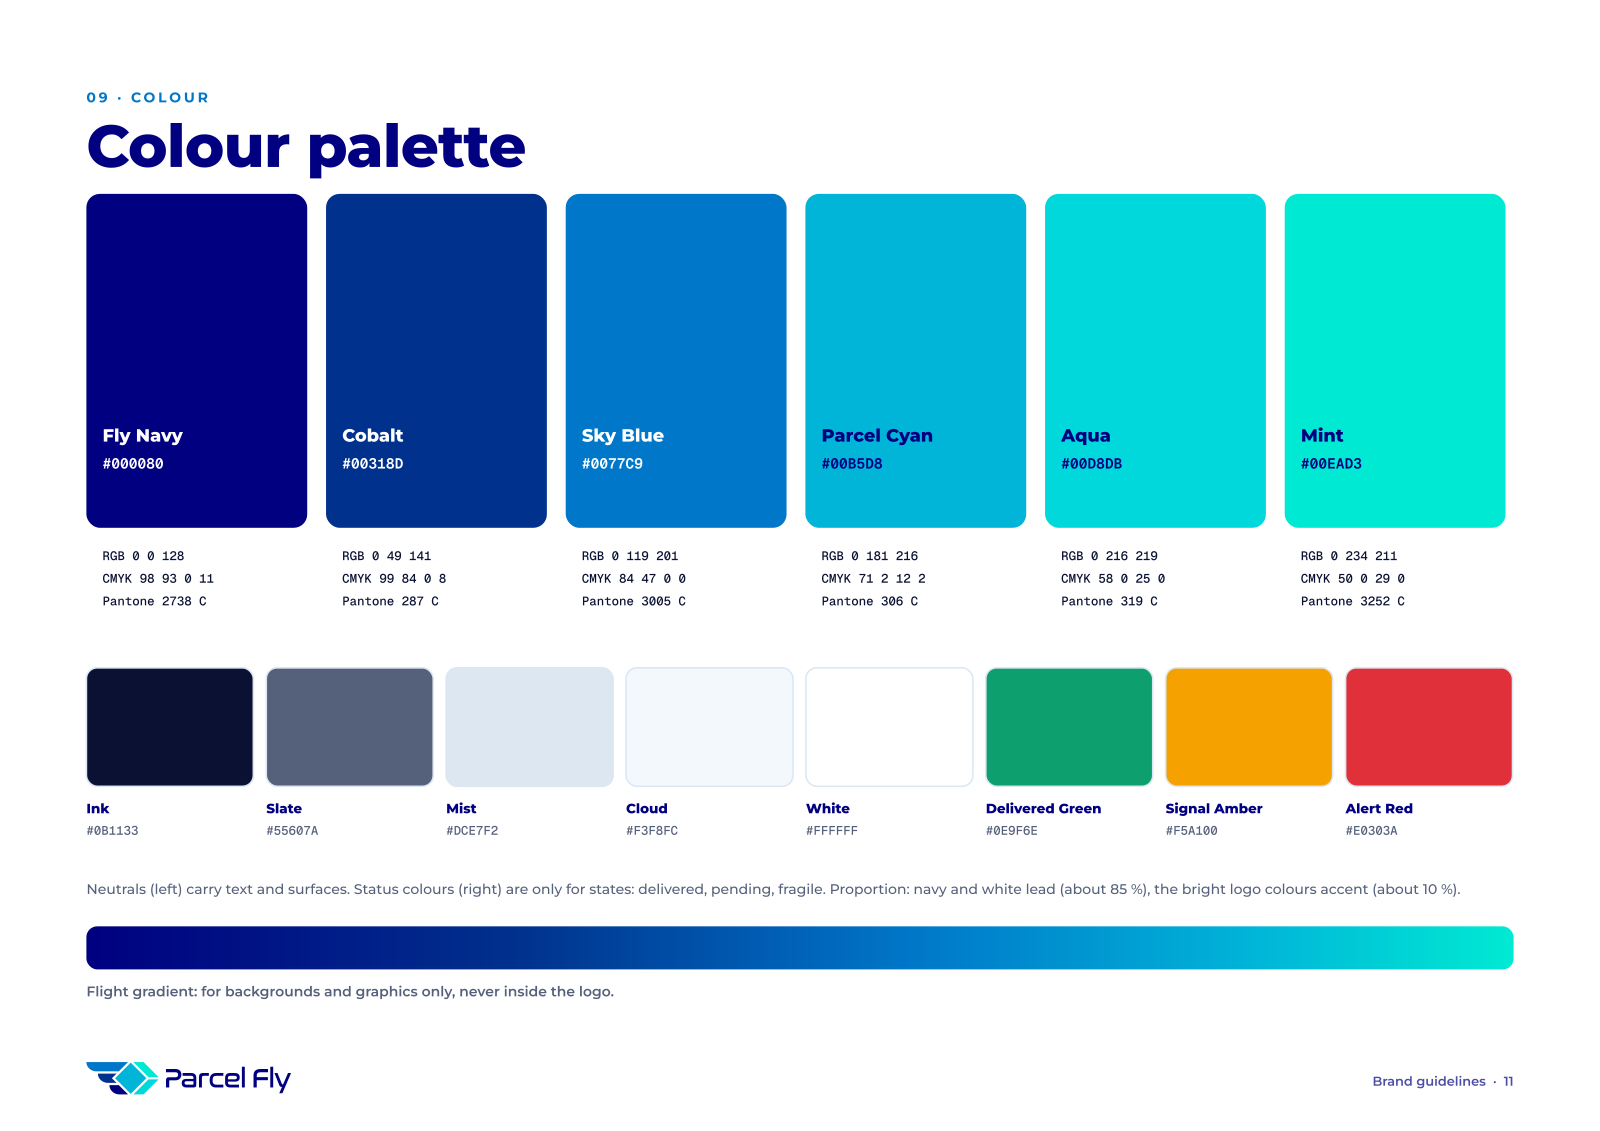 09 · COLOUR
Colour palette
Fly Navy
#000080
RGB 0 0 128
CMYK 98 93 0 11
Pantone 2738 C
Cobalt
#00318D
RGB 0 49 141
CMYK 99 84 0 8
Pantone 287 C
Sky Blue
#0077C9
RGB 0 119 201
CMYK 84 47 0 0
Pantone 3005 C
Parcel Cyan
#00B5D8
RGB 0 181 216
CMYK 71 2 12 2
Pantone 306 C
Aqua
#00D8DB
RGB 0 216 219
CMYK 58 0 25 0
Pantone 319 C
Mint
#00EAD3
RGB 0 234 211
CMYK 50 0 29 0
Pantone 3252 C
Ink
#0B1133
Slate
#55607A
Mist
#DCE7F2
Cloud
#F3F8FC
White
#FFFFFF
Delivered Green
#0E9F6E
Signal Amber
#F5A100
Alert Red
#E0303A
Neutrals (left) carry text and surfaces. Status colours (right) are only for states: delivered, pending, fragile. Proportion: navy and white lead (about 85 %), the bright logo colours accent (about 10 %).
Flight gradient: for backgrounds and graphics only, never inside the logo.
Parcel Fly
Brand guidelines · 11